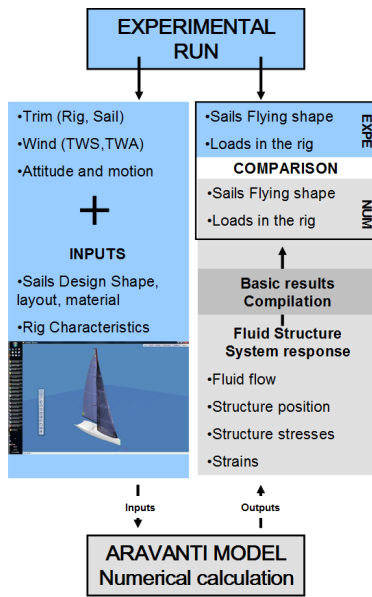 EXPERIMENTAL
RUN
•Trim (Rig, Sail)
•Wind (TWS,TWA)
•Attitude and motion
+
INPUTS
•Sails Design Shape,
layout, material
•Rig Characteristics
•Sails Flying shape
•Loads in the rig
EXPE
COMPARISON
•Sails Flying shape
•Loads in the rig
NUM
Basic results
Compilation
Fluid Structure
System response
•Fluid flow
•Structure position
•Structure stresses
•Strains
Inputs
Outputs
ARAVANTI MODEL
Numerical calculation